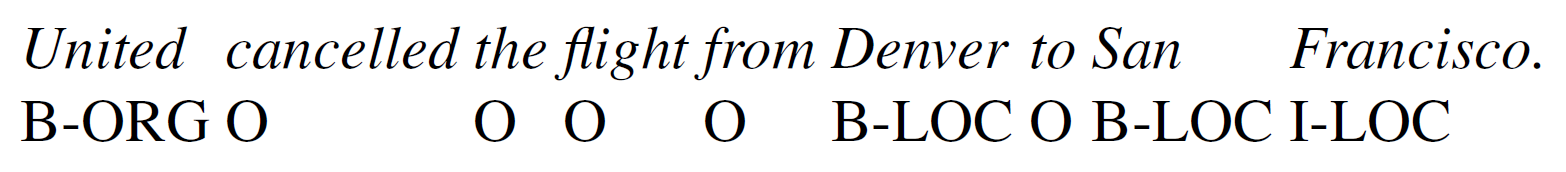 United cancelled the flight from Denver to San Francisco.
B-ORG O O O O B-LOC O B-LOC I-LOC